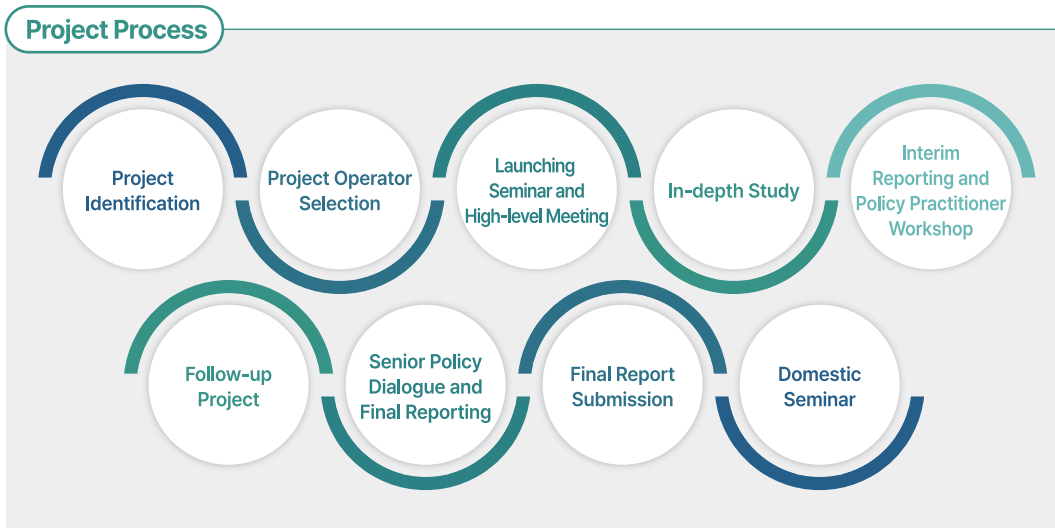 Project Process
Project
Identification
Project Operator
Selection
Launching
Seminar and
High-level Meeting
In-depth Study
Interim
Reporting and
Policy Practitioner
Workshop
Follow-up
Project
Senior Policy
Dialogue and
Final Reporting
Final Report
Submission
Domestic
Seminar